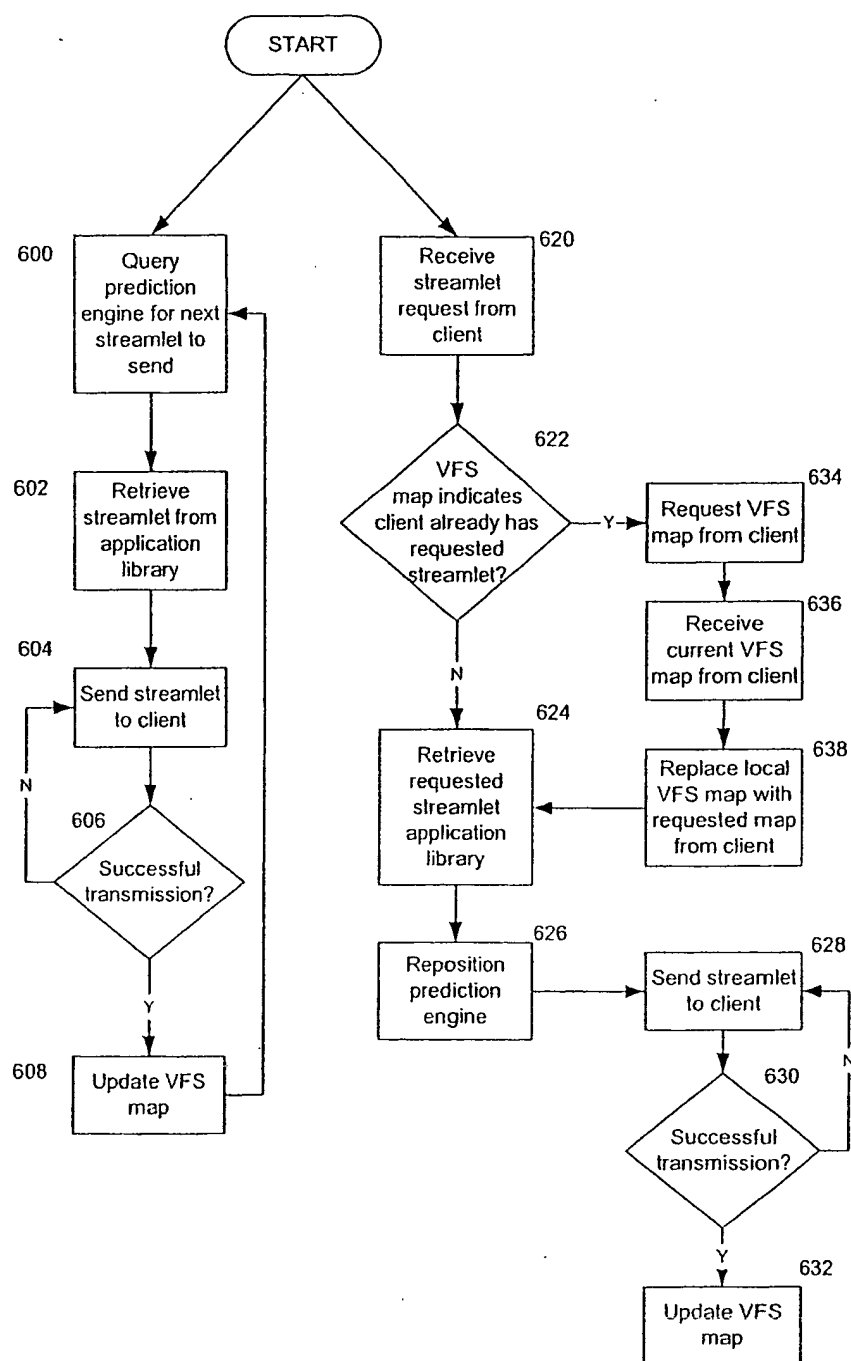 START
600
Query
prediction
engine for next
streamlet to
send
602
Retrieve
streamlet from
application
library
604
Send streamlet
to client
N
606
Successful
transmission?
Y
608
Update VFS
map
620
Receive
streamlet
request from
client
622
VFS
map indicates
client already has
requested
streamlet?
Y
N
634
Request VFS
map from client
636
Receive
current VFS
map from client
638
Replace local
VFS map with
requested map
from client
624
Retrieve
requested
streamlet
application
library
626
Reposition
prediction
engine
628
Send streamlet
to client
N
630
Successful
transmission?
Y
632
Update VFS
map